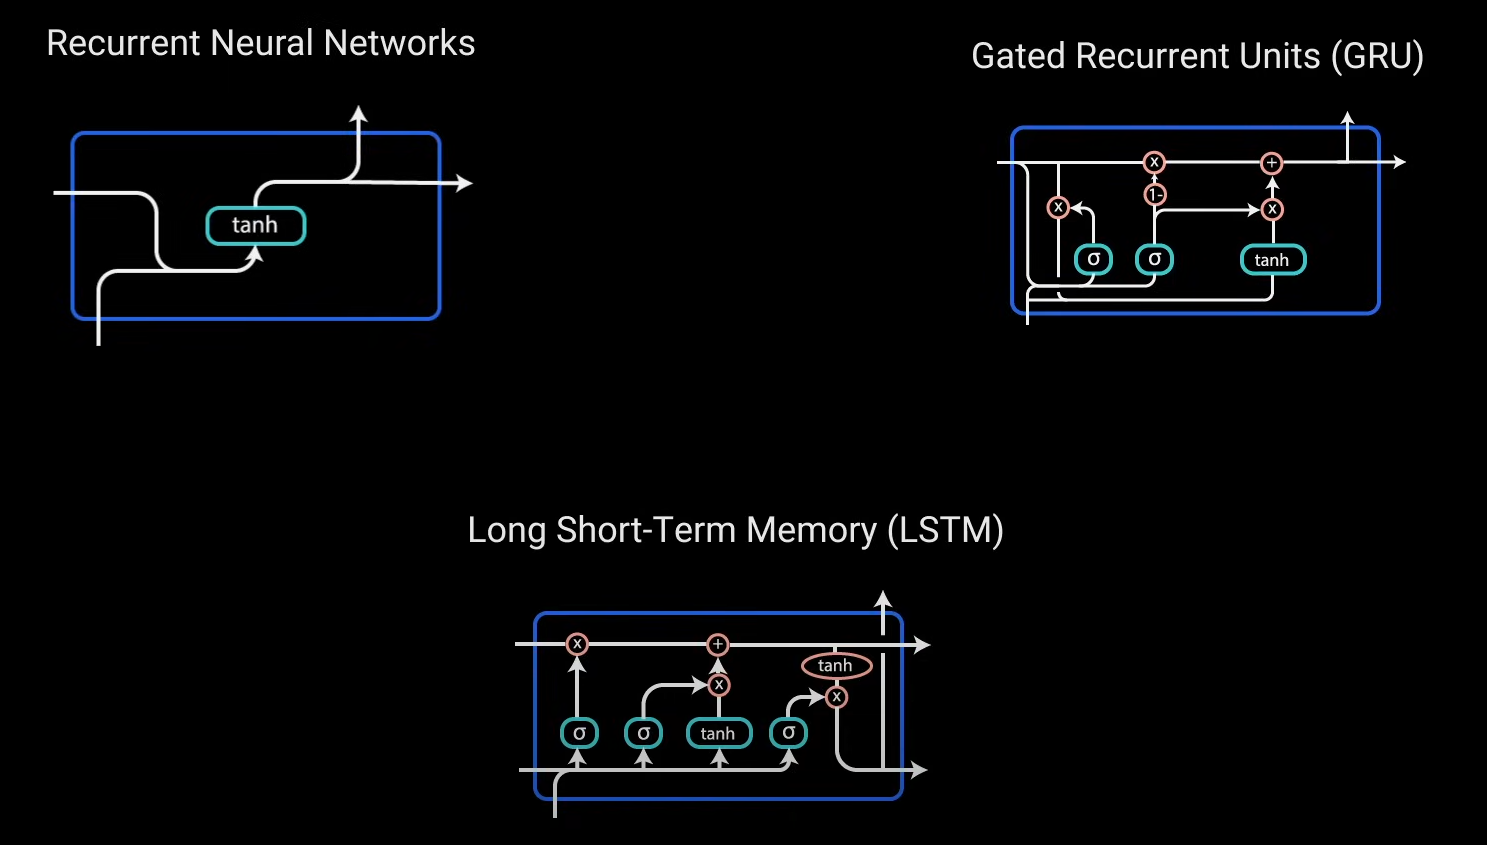 Recurrent Neural Networks
Gated Recurrent Units (GRU)
tanh
x
+
1-
x
x
σ
σ
tanh
Long Short-Term Memory (LSTM)
x
+
tanh
x
x
σ
σ
tanh
σ